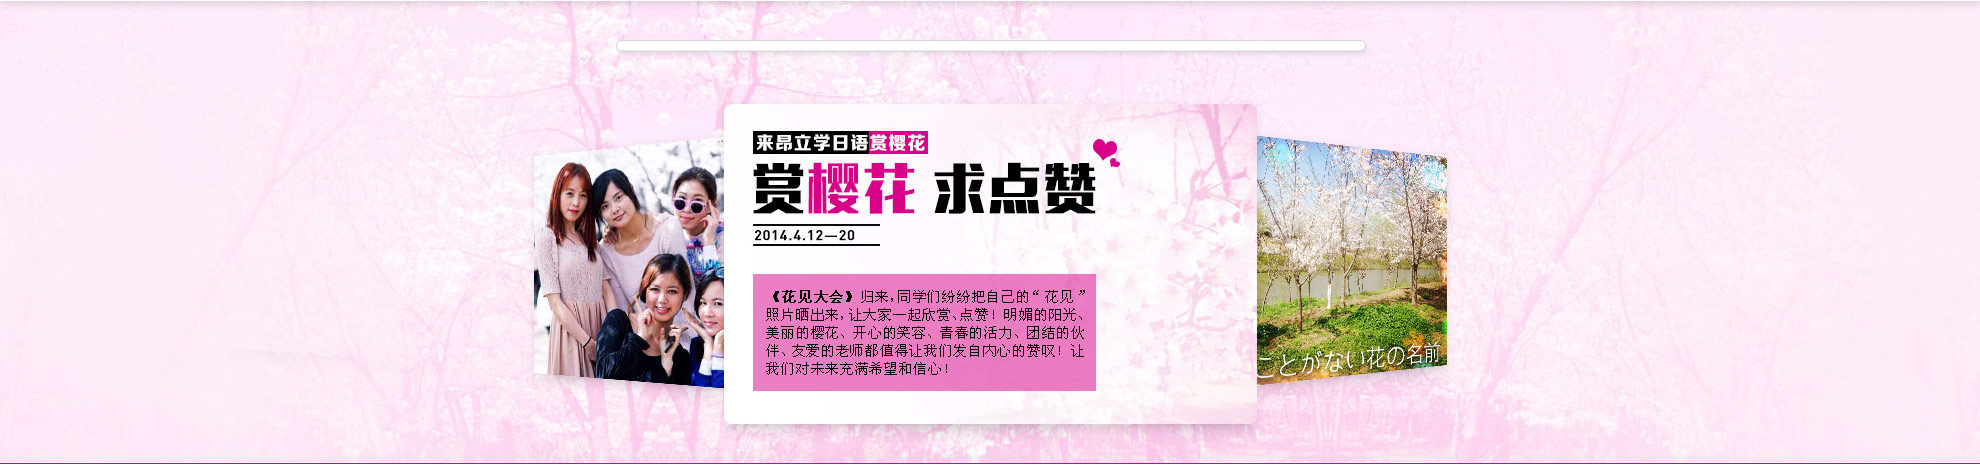 来昂立学日语赏樱花
赏樱花 求点赞
2014.4.12—20
《花见大会》归来,同学们纷纷把自己的“花见”
照片晒出来,让大家一起欣赏、点赞！明媚的阳光、
美丽的樱花、开心的笑容、青春的活力、团结的伙
伴、友爱的老师都值得让我们发自内心的赞叹！让
我们对未来充满希望和信心！
ことがない花の名前